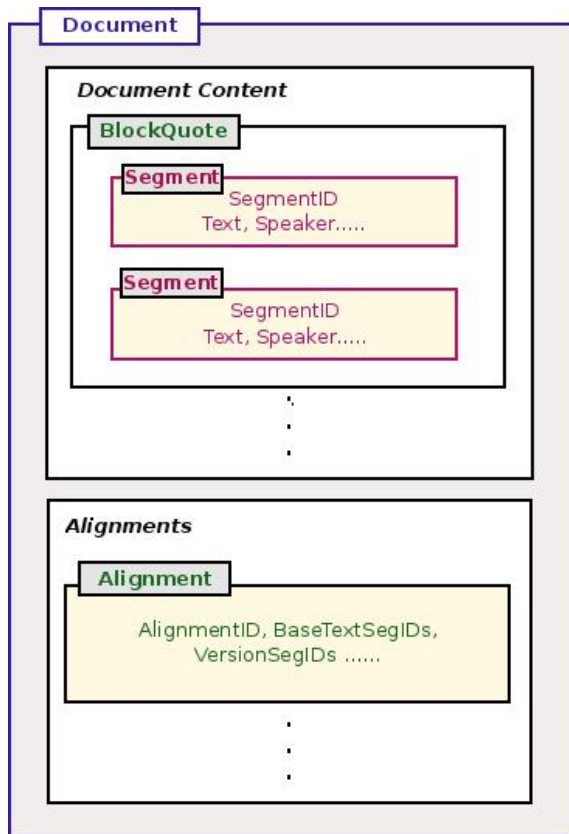 Document
Document Content
BlockQuote
Segment
SegmentID
Text, Speaker.....
Segment
SegmentID
Text, Speaker.....
Alignments
Alignment
AlignmentID, BaseTextSegIDs,
VersionSegIDs ......